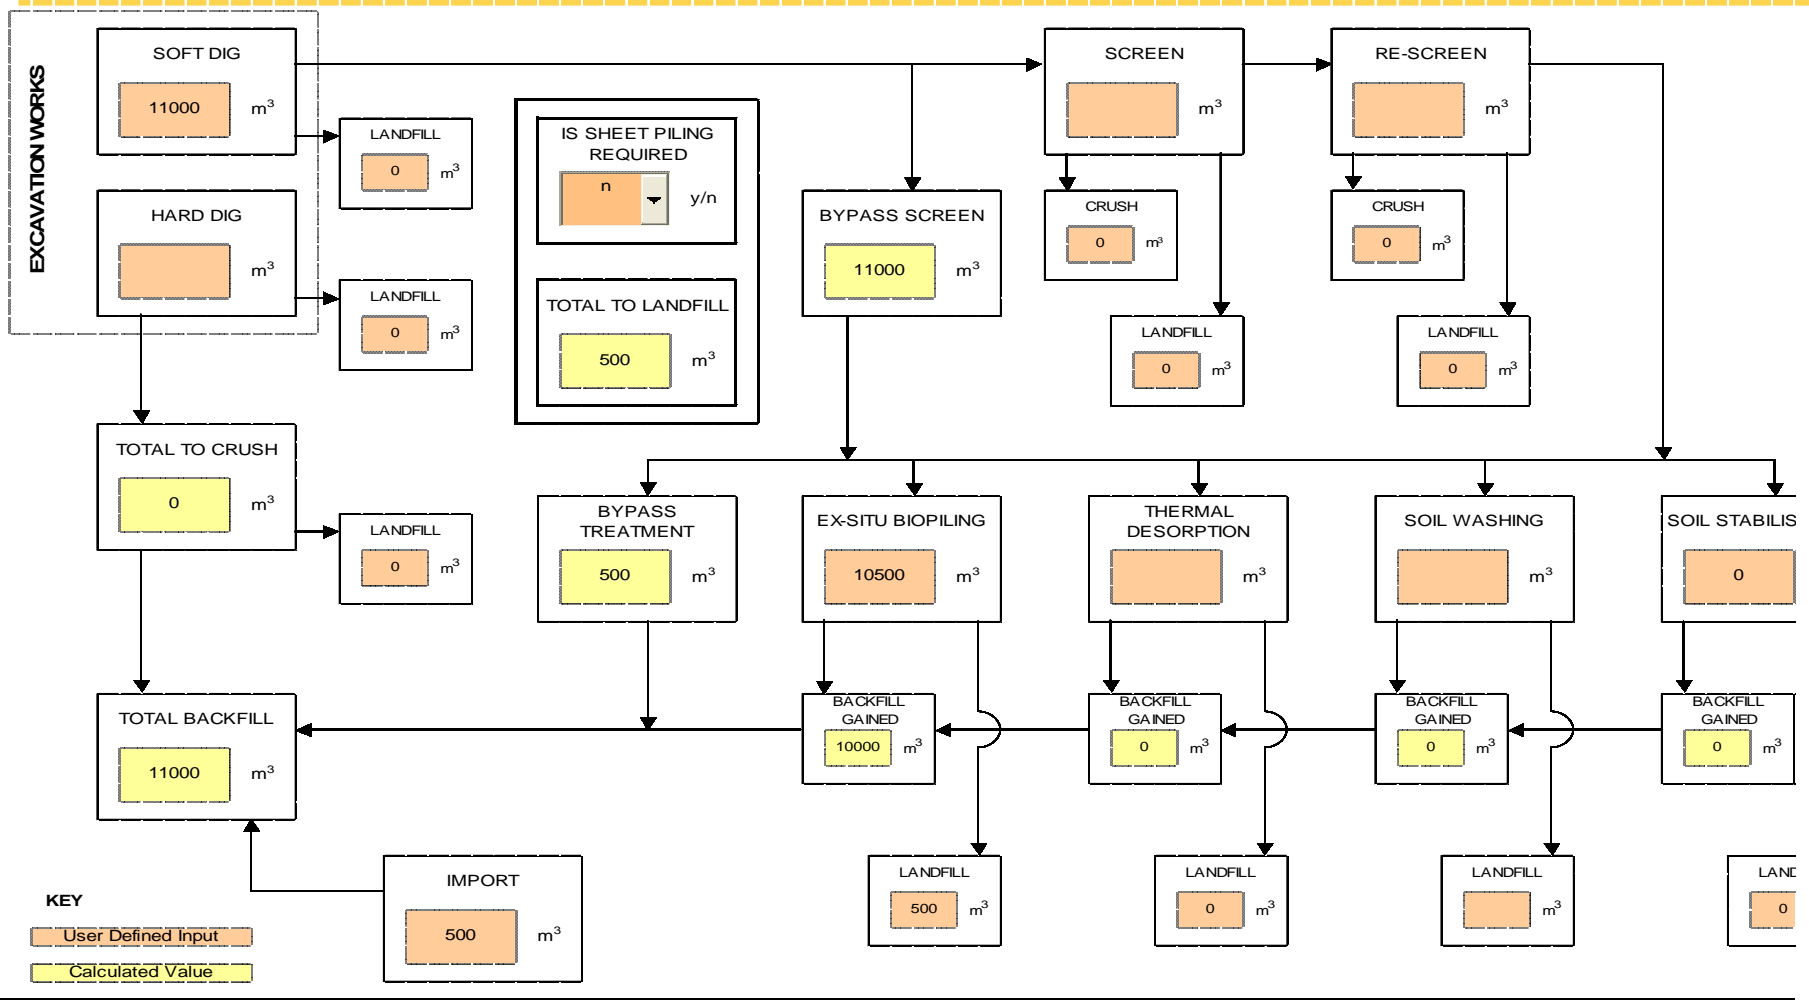 EXCAVATION WORKS
SOFT DIG
11000 m³
LANDFILL
0 m³
HARD DIG
m³
LANDFILL
0 m³
IS SHEET PILING
REQUIRED
n y/n
TOTAL TO LANDFILL
500 m³
SCREEN
m³
RE-SCREEN
m³
CRUSH
0 m³
CRUSH
0 m³
BYPASS SCREEN
11000 m³
LANDFILL
0 m³
LANDFILL
0 m³
TOTAL TO CRUSH
0 m³
LANDFILL
0 m³
BYPASS
TREATMENT
500 m³
EX-SITU BIOPILING
10500 m³
THERMAL
DESORPTION
m³
SOIL WASHING
m³
SOIL STABILIS
0
TOTAL BACKFILL
11000 m³
BACKFILL
GAINED
10000 m³
BACKFILL
GAINED
0 m³
BACKFILL
GAINED
0 m³
BACKFILL
GAINED
0
IMPORT
500 m³
LANDFILL
500 m³
LANDFILL
0 m³
LANDFILL
m³
LAND
0
KEY
User Defined Input
Calculated Value